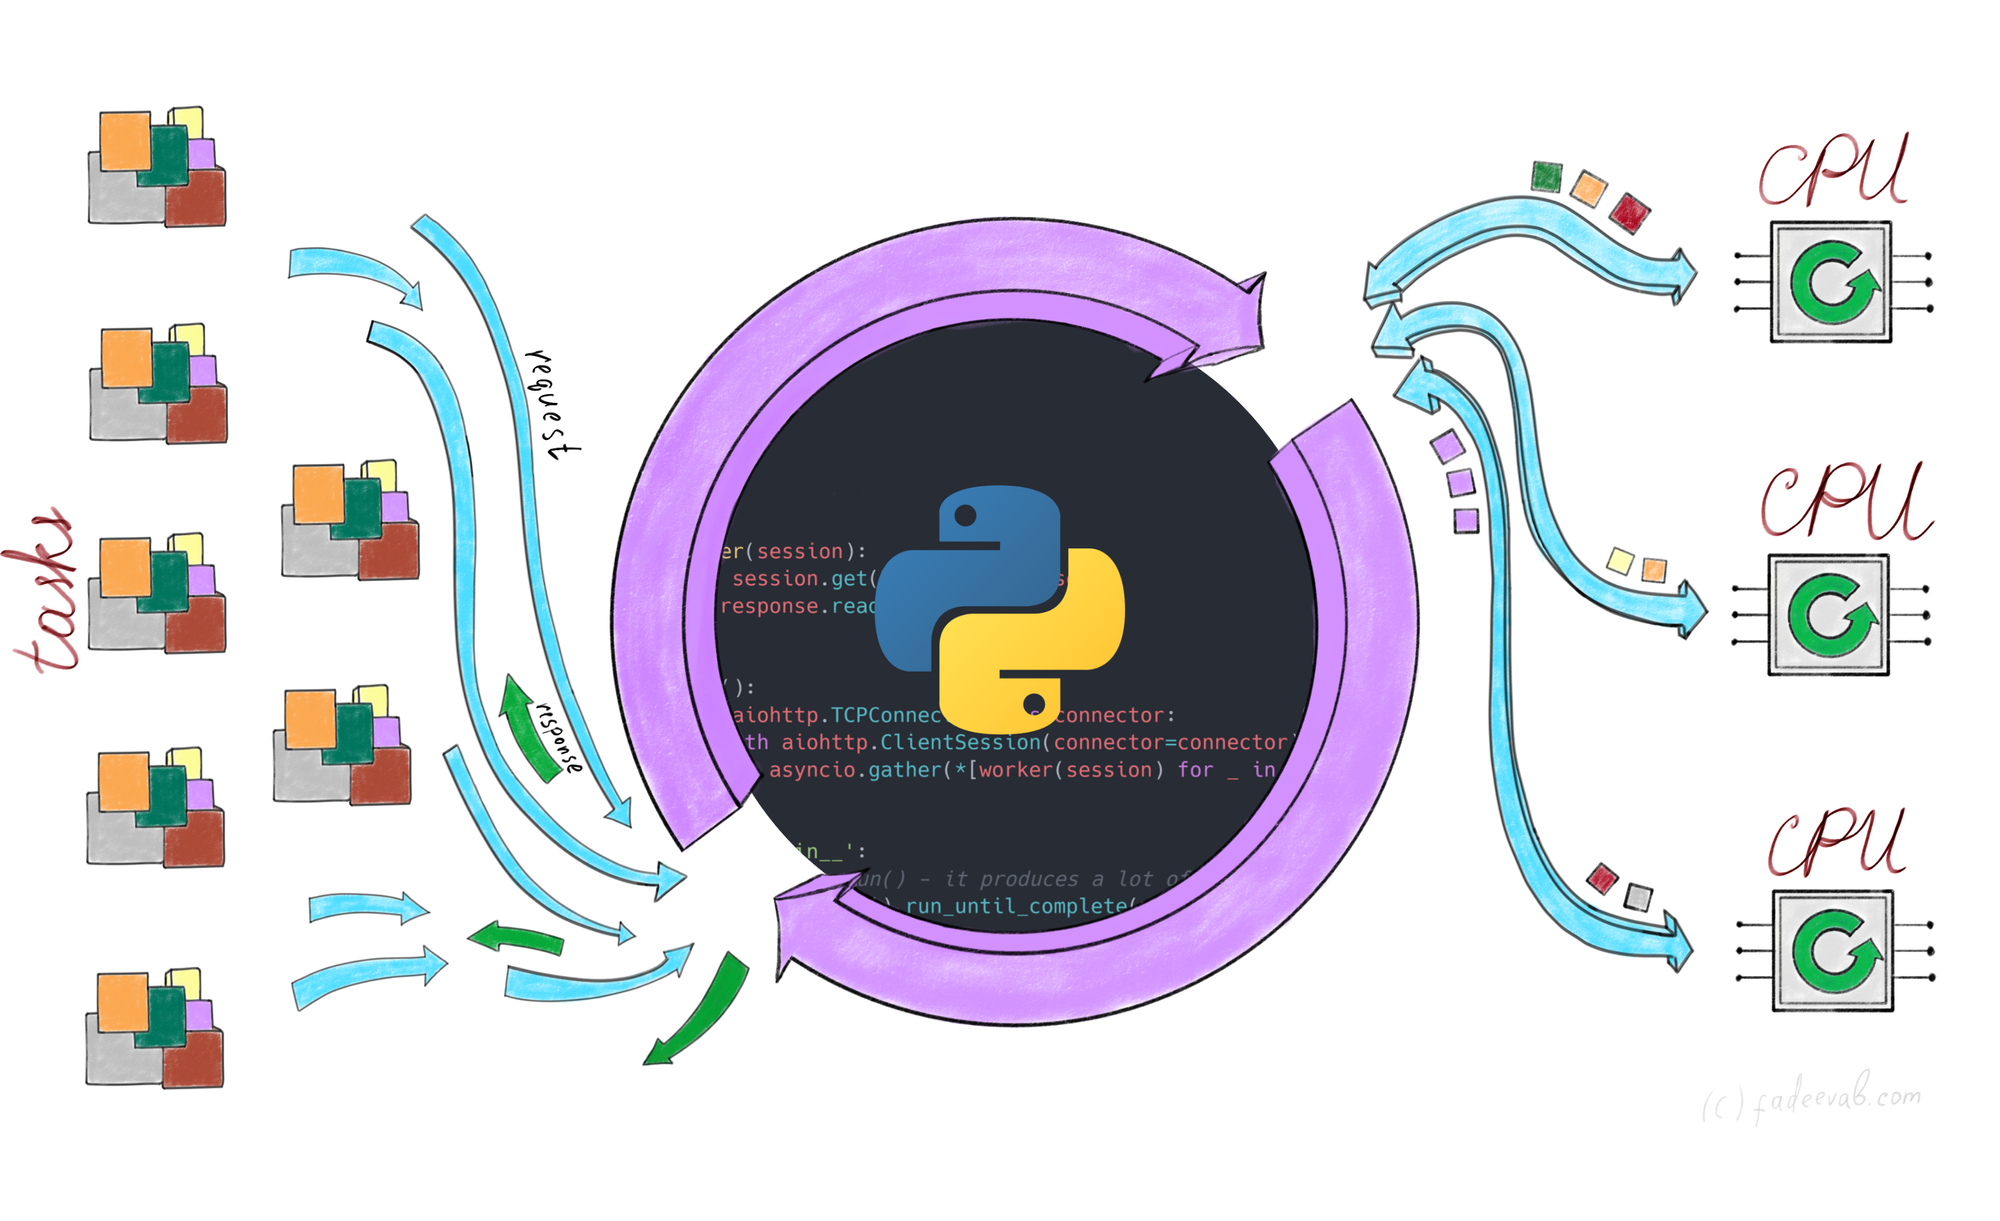 tasks
request
response
er(session):
session.get(
response.read
():
aiohttp.TCPConnec connector:
th aiohttp.ClientSession(connector=connector)
asyncio.gather(*[worker(session) for _ in
in__':
un() - it produces a lot of
) run_until_complete(
CPU
CPU
CPU
(c) fadeevab.com